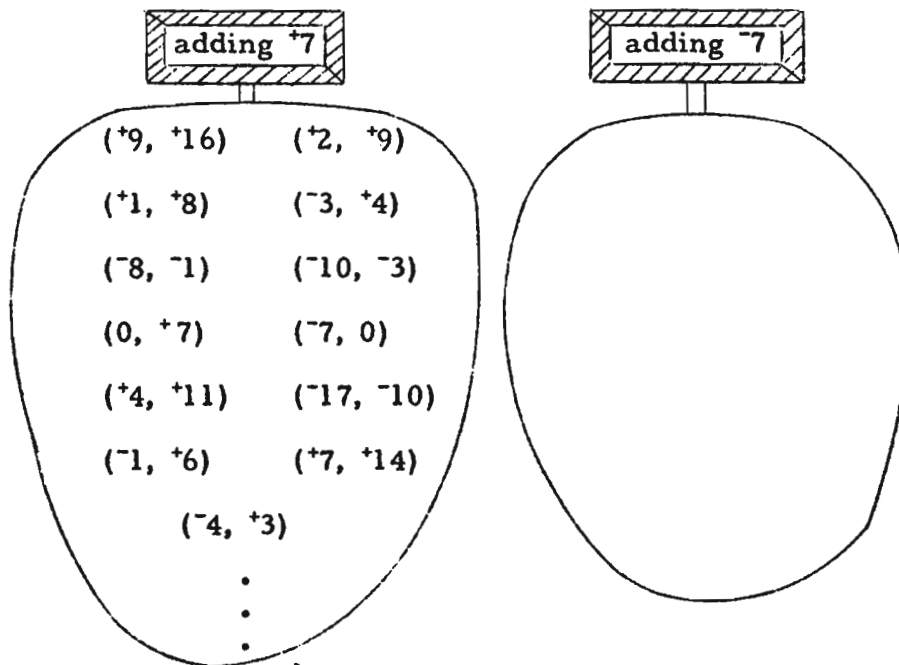 adding ⁺7 adding ⁻7
(⁺9, ⁺16) (⁺2, ⁺9)
(⁺1, ⁺8) (⁻3, ⁺4)
(⁻8, ⁻1) (⁻10, ⁻3)
(0, ⁺7) (⁻7, 0)
(⁺4, ⁺11) (⁻17, ⁻10)
(⁻1, ⁺6) (⁺7, ⁺14)
(⁻4, ⁺3)
.
.
.